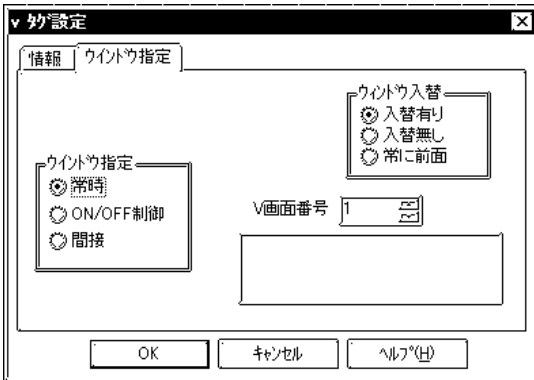 v ﾀｸﾞ設定
情報
ウイントﾞウ指定
ウィントﾞウ入替
入替有り
入替無し
常に前面
ウイントﾞウ指定
常時
ON/OFF制御
間接
V画面番号
1
OK
ｷｬﾝｾﾙ
ﾍﾙﾌﾟ(H)